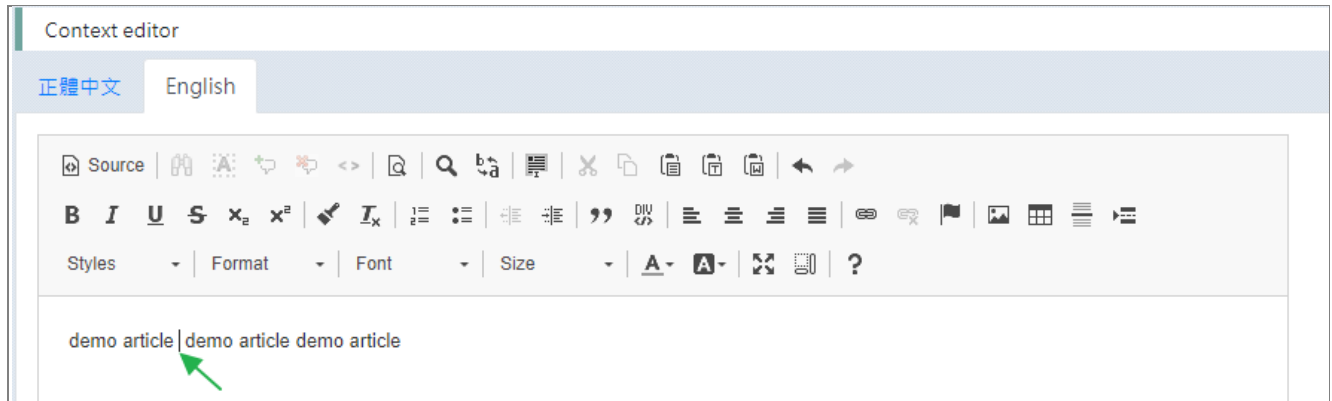 Context editor
正體中文 English
Source
Styles Format Font Size
demo article demo article demo article